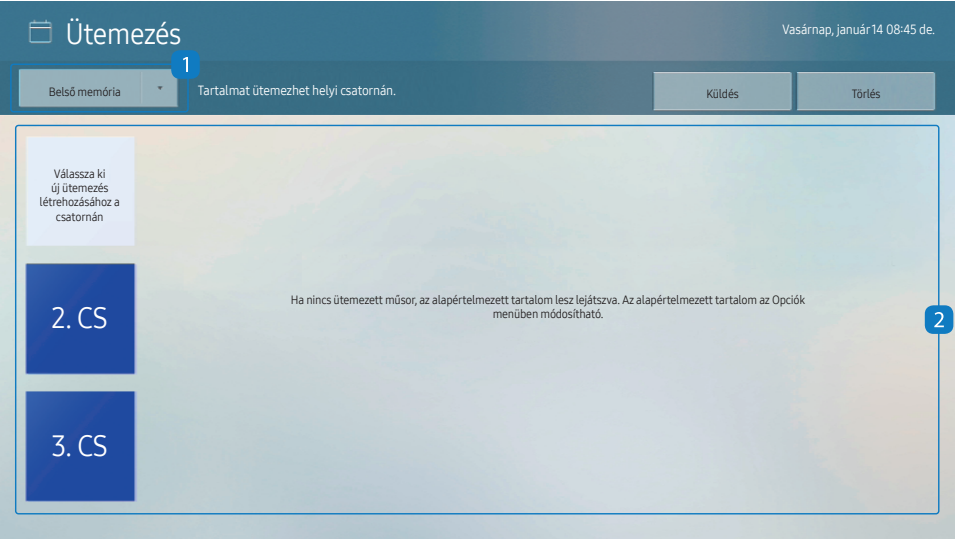 Ütemezés
Vasárnap, január 14 08:45 de.
1
Belső memória
Tartalmat ütemezhet helyi csatornán.
Küldés
Törlés
Válassza ki
új ütemezés
létrehozásához a
csatornán
2. CS
3. CS
Ha nincs ütemezett műsor, az alapértelmezett tartalom lesz lejátszva. Az alapértelmezett tartalom az Opciók
menüben módosítható.
2